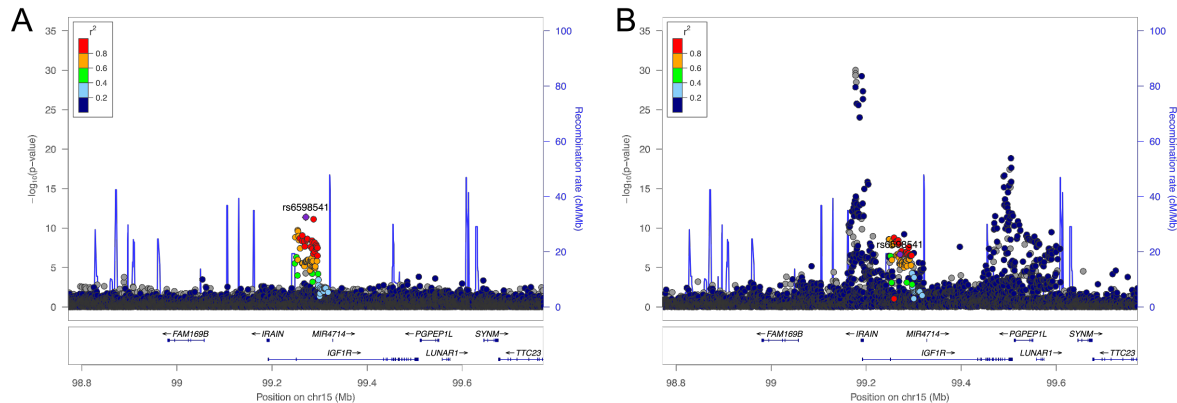 A
r²
0.8
0.6
0.4
0.2
rs6598541
35
30
25
20
15
10
5
0
−log₁₀(p−value)
100
80
60
40
20
0
Recombination rate (cM/Mb)
←FAM169B
←IRAIN
MIR4714→
←PGPEP1L
SYNM→
IGF1R→
LUNAR1→
←TTC23
98.8
99
99.2
99.4
99.6
Position on chr15 (Mb)
B
r²
0.8
0.6
0.4
0.2
rs6598541
35
30
25
20
15
10
5
0
−log₁₀(p−value)
100
80
60
40
20
0
Recombination rate (cM/Mb)
←FAM169B
←IRAIN
MIR4714→
←PGPEP1L
SYNM→
IGF1R→
LUNAR1→
←TTC23
98.8
99
99.2
99.4
99.6
Position on chr15 (Mb)